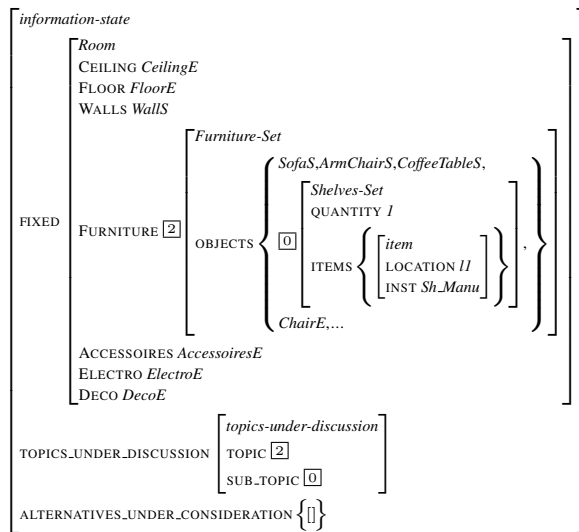 information-state
Room
CEILING CeilingE
FLOOR FloorE
WALLS WallS
Furniture-Set
SofaS,ArmChairS,CoffeeTableS,
Shelves-Set
QUANTITY 1
FIXED FURNITURE 2 OBJECTS 0 ITEMS item ,
LOCATION l1
INST Sh_Manu
ChairE,...
ACCESSOIRES AccessoiresE
ELECTRO ElectroE
DECO DecoE
topics-under-discussion
TOPICS_UNDER_DISCUSSION TOPIC 2
SUB_TOPIC 0
ALTERNATIVES_UNDER_CONSIDERATION {[]}